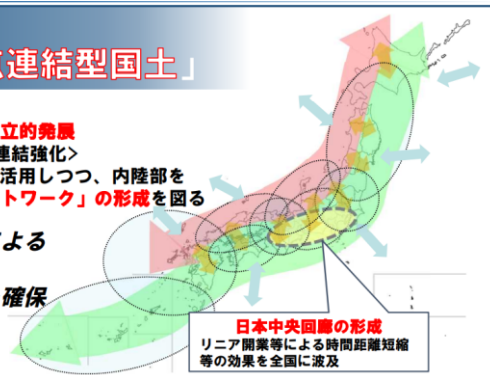 連結型国土」
立的発展
連結強化>
活用しつつ、内陸部を
トワーク」の形成を図る
よる
確保
日本中央回廊の形成
リニア開業等による時間距離短縮
等の効果を全国に波及